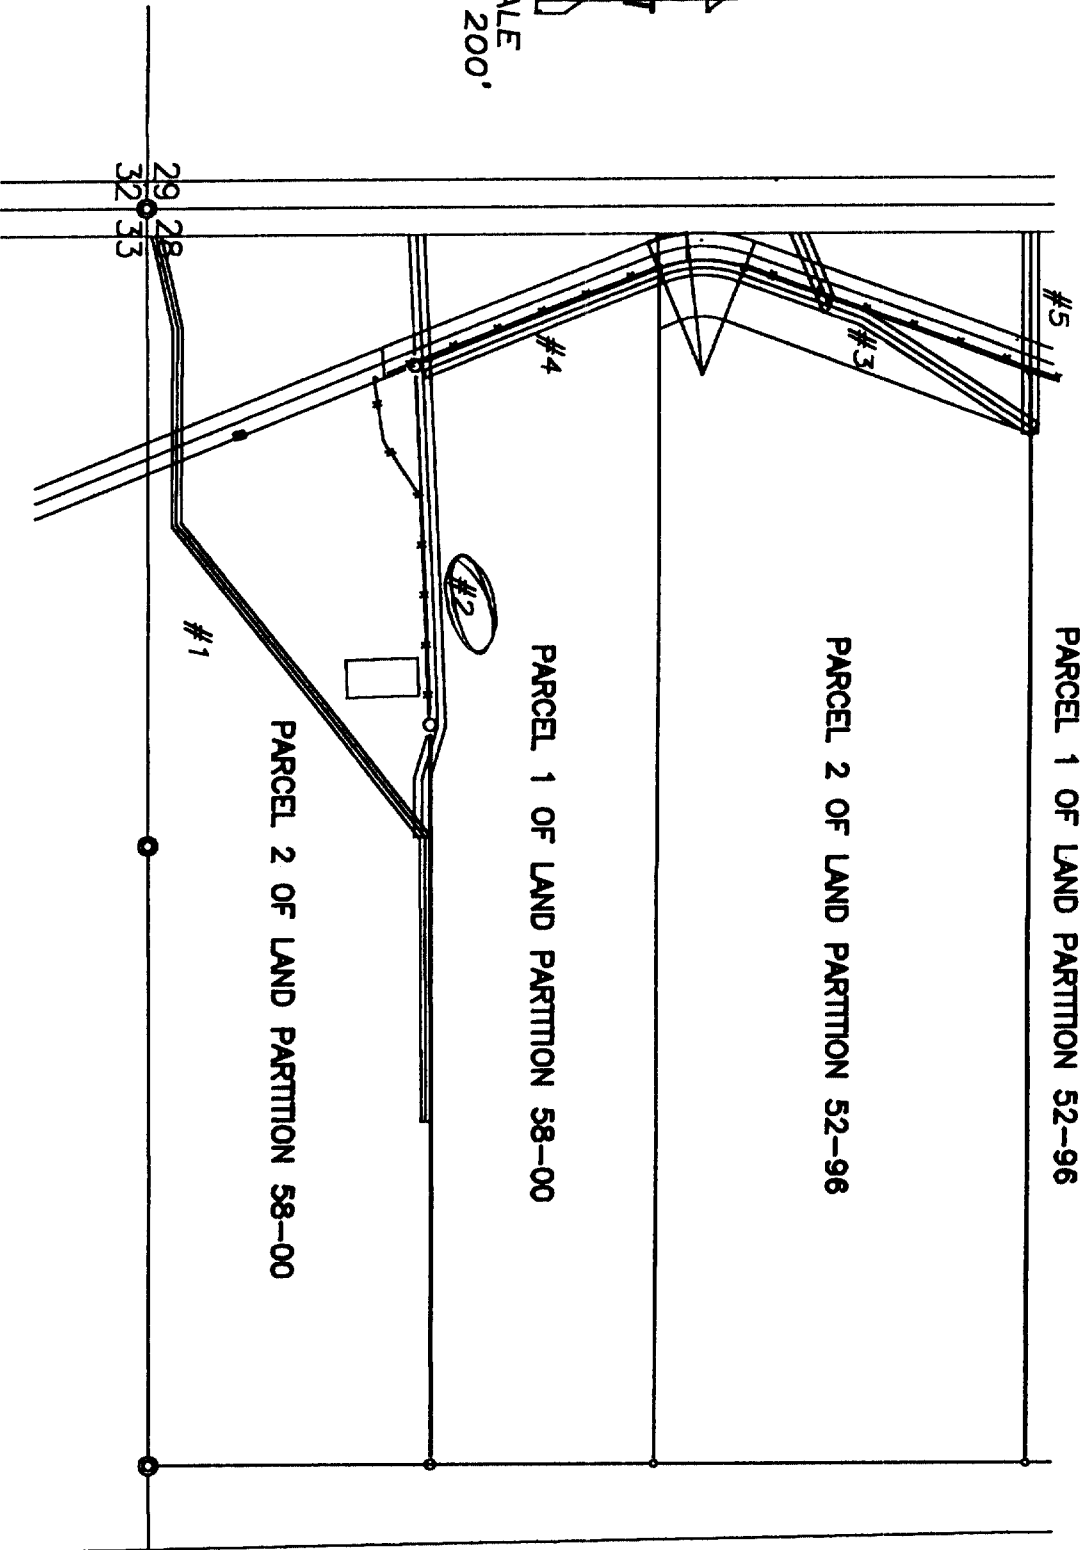 ALE
200'
29
28
32
33
#5
#3
#4
#2
#1
PARCEL 1 OF LAND PARTITION 52-96
PARCEL 2 OF LAND PARTITION 52-96
PARCEL 1 OF LAND PARTITION 58-00
PARCEL 2 OF LAND PARTITION 58-00